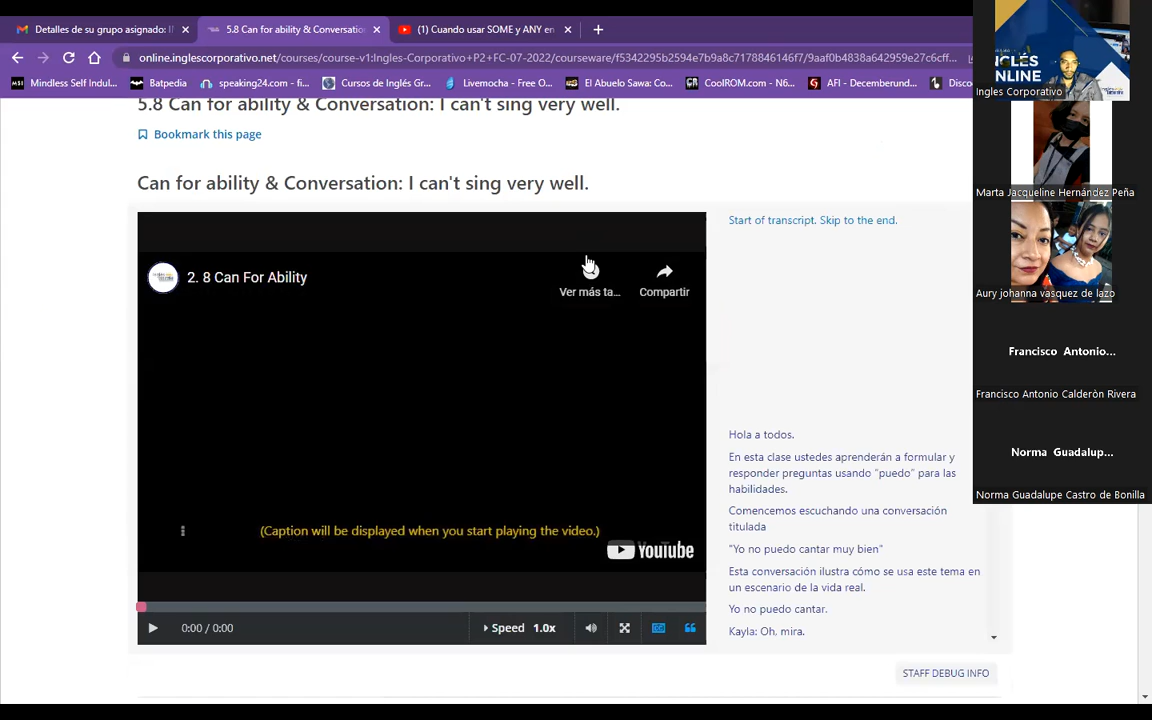 Detalles de su grupo asignado: I
5.8 Can for ability & Conversatio
(1) Cuando usar SOME y ANY en
online.inglescorporativo.net/courses/course-v1:Ingles-Corporativo+P2+FC-07-2022/courseware/f5342295b2594e7b9a8c7178846146f7/9aaf0b4838a642959e27c6cff...
Mindless Self Indul...
Batpedia
speaking24.com - fi...
Cursos de Inglés Gr...
Livemocha - Free O...
El Abuelo Sawa: Co...
CoolROM.com - N6...
AFI - Decemberund...
Disco
5.8 Can for ability & Conversation: I can't sing very well.
Bookmark this page
Can for ability & Conversation: I can't sing very well.
2. 8 Can For Ability
Ver más ta...
Compartir
(Caption will be displayed when you start playing the video.)
YouTube
0:00 / 0:00
Speed 1.0x
Start of transcript. Skip to the end.
Hola a todos.
En esta clase ustedes aprenderán a formular y
responder preguntas usando "puedo" para las
habilidades.
Comencemos escuchando una conversación
titulada
"Yo no puedo cantar muy bien"
Esta conversación ilustra cómo se usa este tema en
un escenario de la vida real.
Yo no puedo cantar.
Kayla: Oh, mira.
STAFF DEBUG INFO
INGLÉS
ONLINE
Ingles Corporativo
Marta Jacqueline Hernández Peña
Aury johanna vasquez de lazo
Francisco Antonio...
Francisco Antonio Calderòn Rivera
Norma Guadalup...
Norma Guadalupe Castro de Bonilla